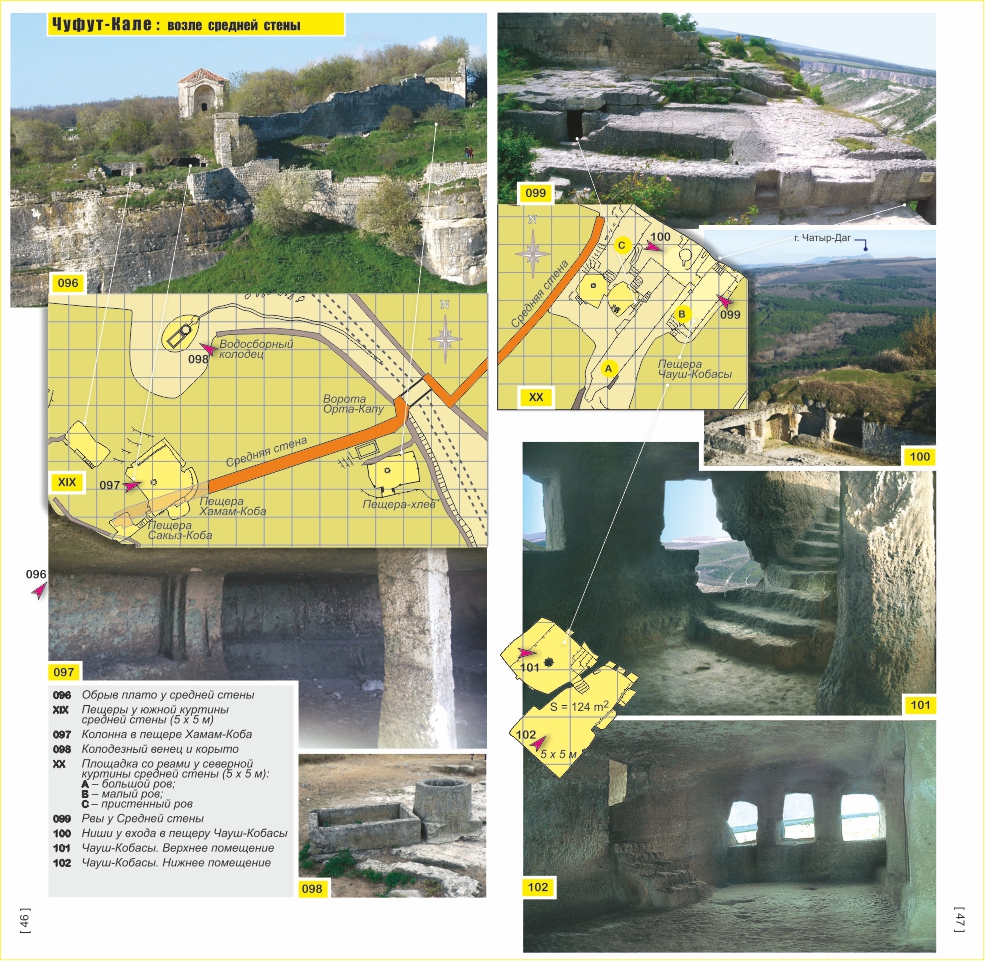 Чуфут-Кале : возле средней стены
096
099
N
100
С
Средняя стена
В
099
А
Пещера
Чауш-Кобасы
XX
г. Чатыр-Даг
100
N
098
Водосборный
колодец
Ворота
Орта-Капу
Средняя стена
XIX
097
Пещера
Хамам-Коба
Пещера-хлев
Пещера
Сакыз-Коба
096
097
101
S = 124 m²
102
5 x 5 м
101
096 Обрыв плато у средней стены
XIX Пещеры у южной куртины
средней стены (5 x 5 м)
097 Колонна в пещере Хамам-Коба
098 Колодезный венец и корыто
XX Площадка со рвами у северной
куртины средней стены (5 x 5 м):
А – большой ров;
В – малый ров;
С – пристенный ров
099 Рвы у Средней стены
100 Ниши у входа в пещеру Чауш-Кобасы
101 Чауш-Кобасы. Верхнее помещение
102 Чауш-Кобасы. Нижнее помещение
098
102
[ 46 ]
[ 47 ]